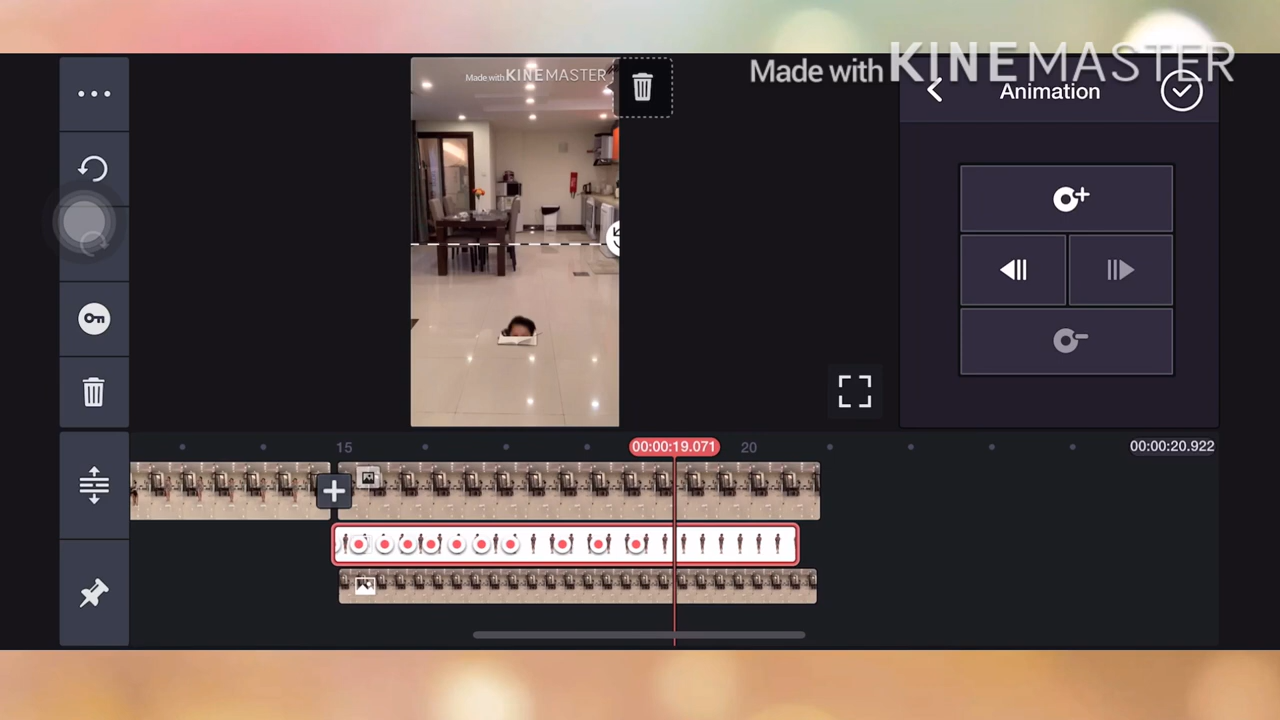 Made with KINEMASTER
Made with KINEMASTER
Animation
15
00:00:19.071
20
00:00:20.922